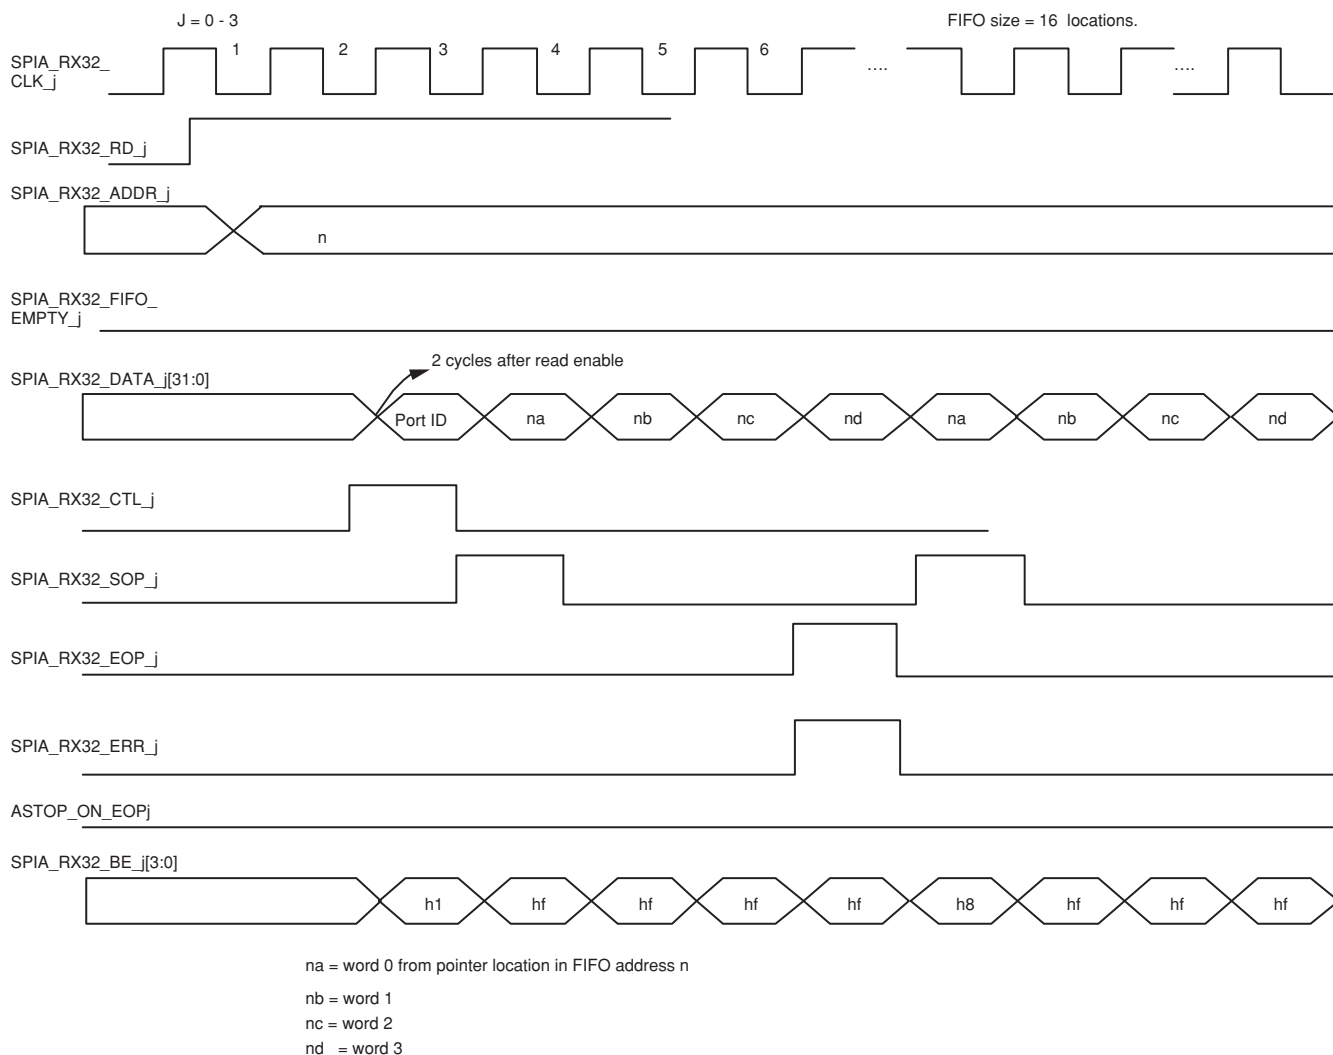 J = 0 - 3
FIFO size = 16 locations.
1 2 3 4 5 6
SPIA_RX32_
CLK_j
.... ....
SPIA_RX32_RD_j
SPIA_RX32_ADDR_j
n
SPIA_RX32_FIFO_
EMPTY_j
2 cycles after read enable
SPIA_RX32_DATA_j[31:0]
Port ID na nb nc nd na nb nc nd
SPIA_RX32_CTL_j
SPIA_RX32_SOP_j
SPIA_RX32_EOP_j
SPIA_RX32_ERR_j
ASTOP_ON_EOPj
SPIA_RX32_BE_j[3:0]
h1 hf hf hf hf h8 hf hf hf
na = word 0 from pointer location in FIFO address n
nb = word 1
nc = word 2
nd = word 3